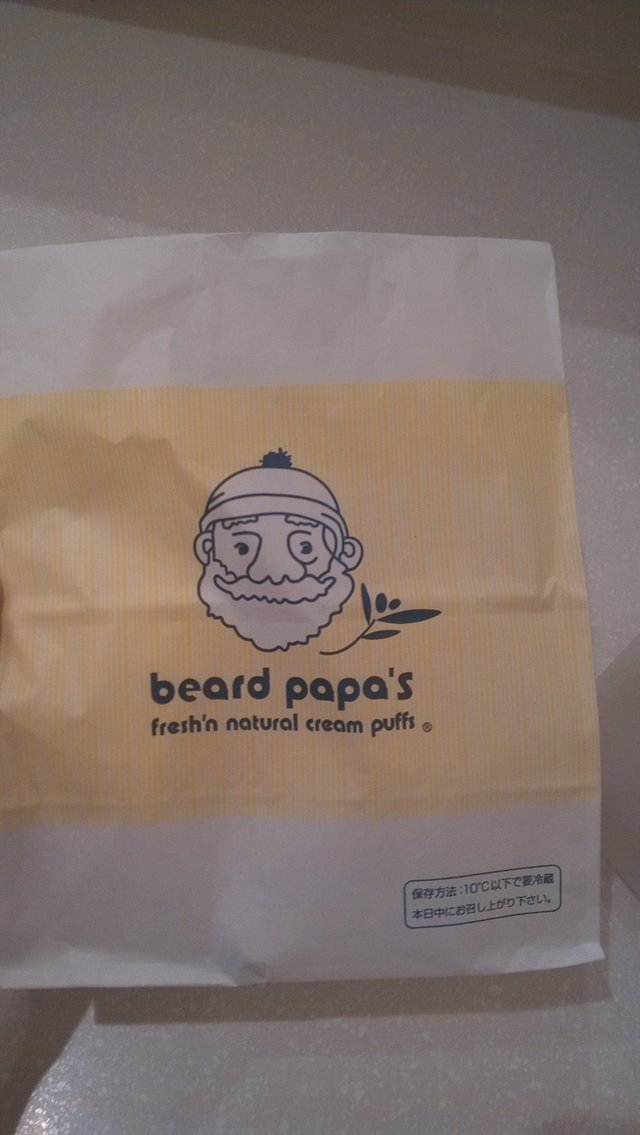 beard papa's
fresh'n natural cream puffs ®
保存方法:10℃以下で要冷蔵
本日中にお召し上がり下さい。